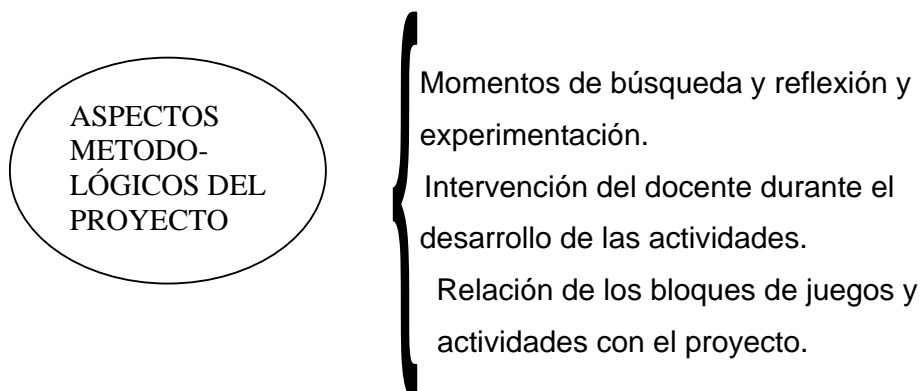 ASPECTOS
METODO-
LÓGICOS DEL
PROYECTO
Momentos de búsqueda y reflexión y
experimentación.
Intervención del docente durante el
desarrollo de las actividades.
Relación de los bloques de juegos y
actividades con el proyecto.